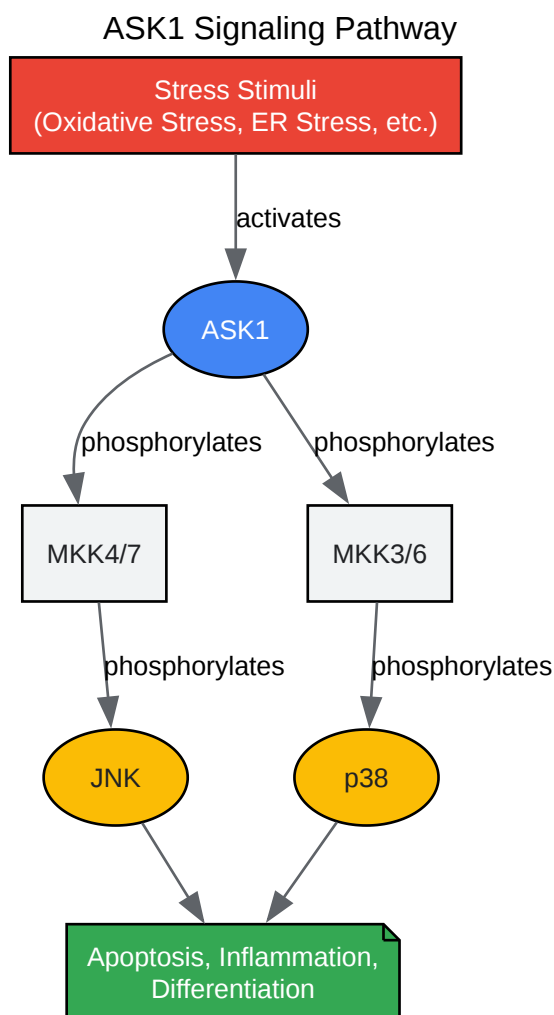 ASK1 Signaling Pathway
Stress Stimuli
(Oxidative Stress, ER Stress, etc.)
activates
ASK1
phosphorylates
phosphorylates
MKK4/7
MKK3/6
phosphorylates
phosphorylates
JNK
p38
Apoptosis, Inflammation,
Differentiation